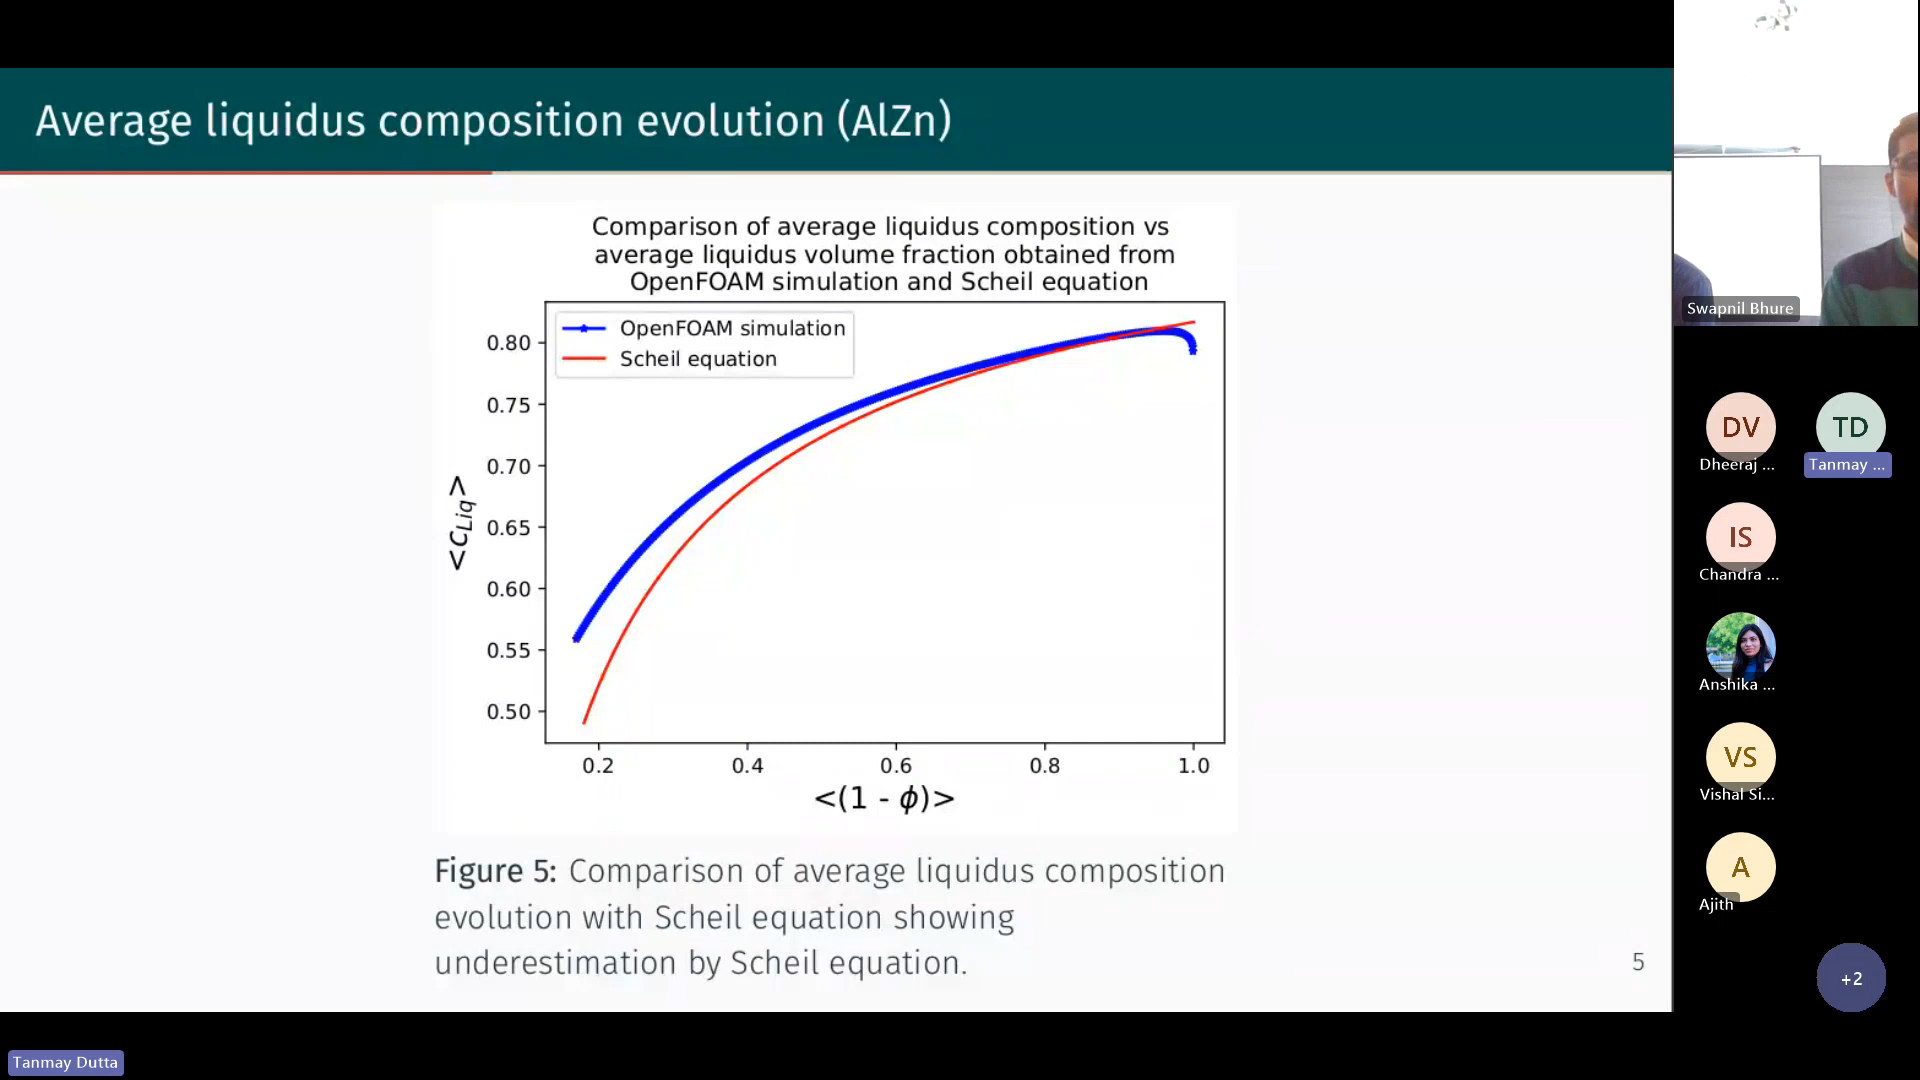 Average liquidus composition evolution (AlZn)
Comparison of average liquidus composition vs
average liquidus volume fraction obtained from
OpenFOAM simulation and Scheil equation
OpenFOAM simulation
Scheil equation
0.80
0.75
0.70
0.65
0.60
0.55
0.50
<c_Liq>
0.2 0.4 0.6 0.8 1.0
<(1 - ϕ)>
Figure 5: Comparison of average liquidus composition
evolution with Scheil equation showing
underestimation by Scheil equation.
5
Swapnil Bhure
DV TD
Dheeraj ... Tanmay ...
IS
Chandra ...
Anshika ...
VS
Vishal Si...
A
Ajith
+2
Tanmay Dutta